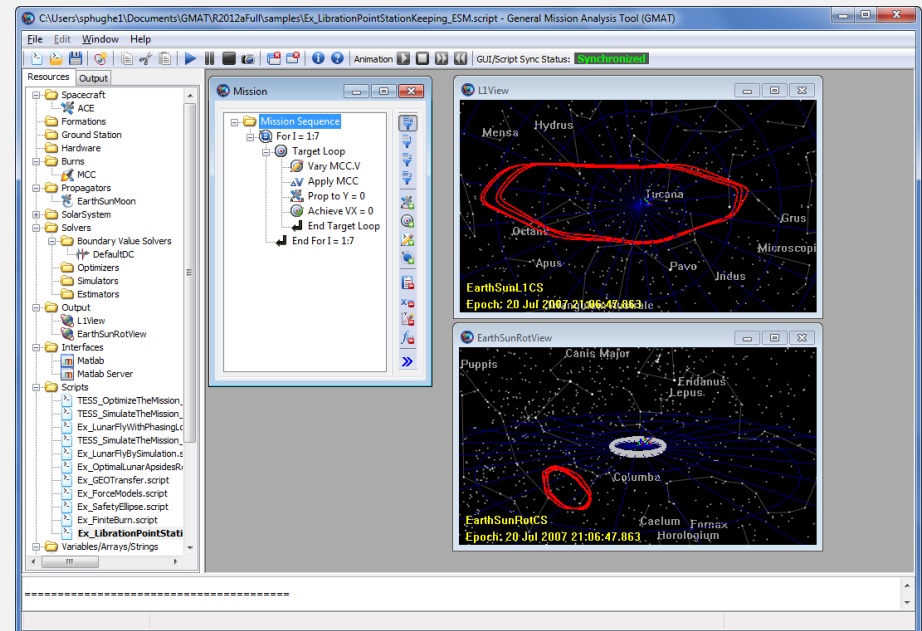 C:\Users\sphughe1\Documents\GMAT\R2012aFull\samples\Ex_LibrationPointStationKeeping_ESM.script - General Mission Analysis Tool (GMAT)
File Edit Window Help
Animation GUI/Script Sync Status: Synchronized
Resources Output
Spacecraft
ACE
Formations
Ground Station
Hardware
Burns
MCC
Propagators
EarthSunMoon
SolarSystem
Solvers
Boundary Value Solvers
DefaultDC
Optimizers
Simulators
Estimators
Output
L1View
EarthSunRotView
Interfaces
Matlab
Matlab Server
Scripts
TESS_OptimizeTheMission_
TESS_SimulateTheMission_
Ex_LunarFlyWithPhasingLo
TESS_SimulateTheMission_
Ex_LunarFlyBySimulation.s
Ex_OptimalLunarApsidesRa
Ex_GEOTransfer.script
Ex_ForceModels.script
Ex_SafetyEllipse.script
Ex_FiniteBurn.script
Ex_LibrationPointStati
Variables/Arrays/Strings
Mission
Mission Sequence
For I = 1:7
Target Loop
Vary MCC.V
Apply MCC
Prop to Y = 0
Achieve VX = 0
End Target Loop
End For I = 1:7
L1View
Mensa Hydrus
Tucana
Octans Grus
Microscopi
Apus Pavo Indus
EarthSunL1CS
Epoch: 20 Jul 2007 21:06:47.863
EarthSunRotView
Puppis Canis Major
Eridanus
Lepus
Columba
EarthSunRotCS Caelum Fornax
Epoch: 20 Jul 2007 21:06:47.863 Horologium
========================================